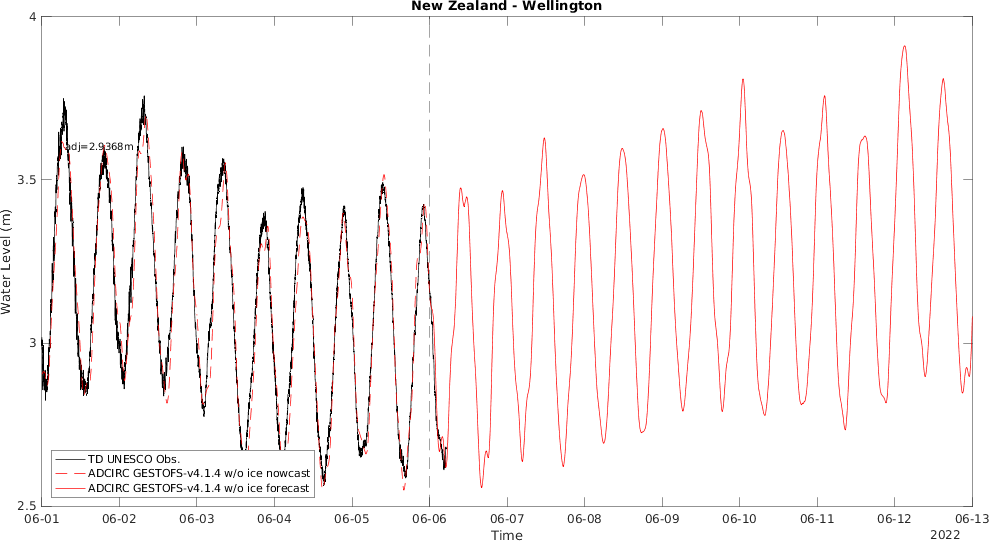 New Zealand - Wellington
4
3.5
3
2.5
Water Level (m)
adj=2.9368m
TD UNESCO Obs.
ADCIRC GESTOFS-v4.1.4 w/o ice nowcast
ADCIRC GESTOFS-v4.1.4 w/o ice forecast
06-01 06-02 06-03 06-04 06-05 06-06 06-07 06-08 06-09 06-10 06-11 06-12 06-13
Time
2022